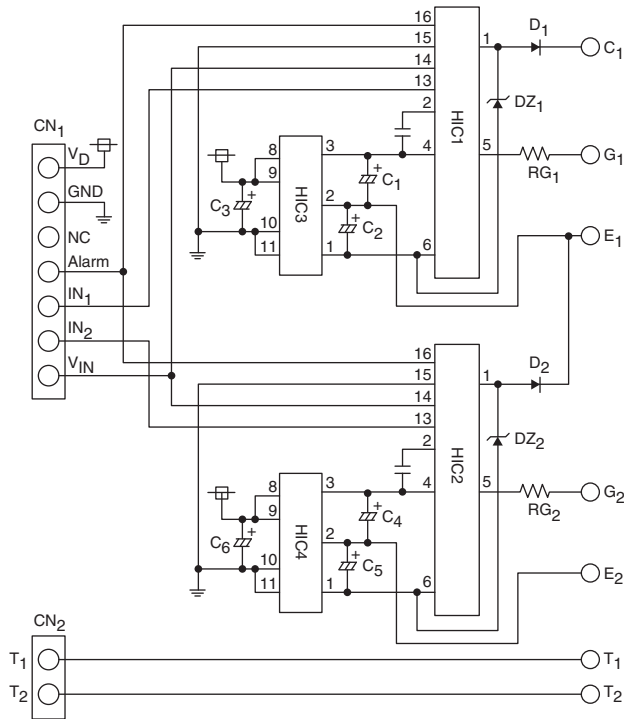 16
15
14
13
2
4
6
1
5
HIC1
D₁
C₁
DZ₁
RG₁
G₁
E₁
8
9
10
11
3
2
1
HIC3
C₃
C₁
C₂
+
+
+
CN₁
V_D
GND
NC
Alarm
IN₁
IN₂
V_IN
16
15
14
13
2
4
6
1
5
HIC2
D₂
DZ₂
RG₂
G₂
E₂
8
9
10
11
3
2
1
HIC4
C₆
C₄
C₅
+
+
+
CN₂
T₁
T₂
T₁
T₂